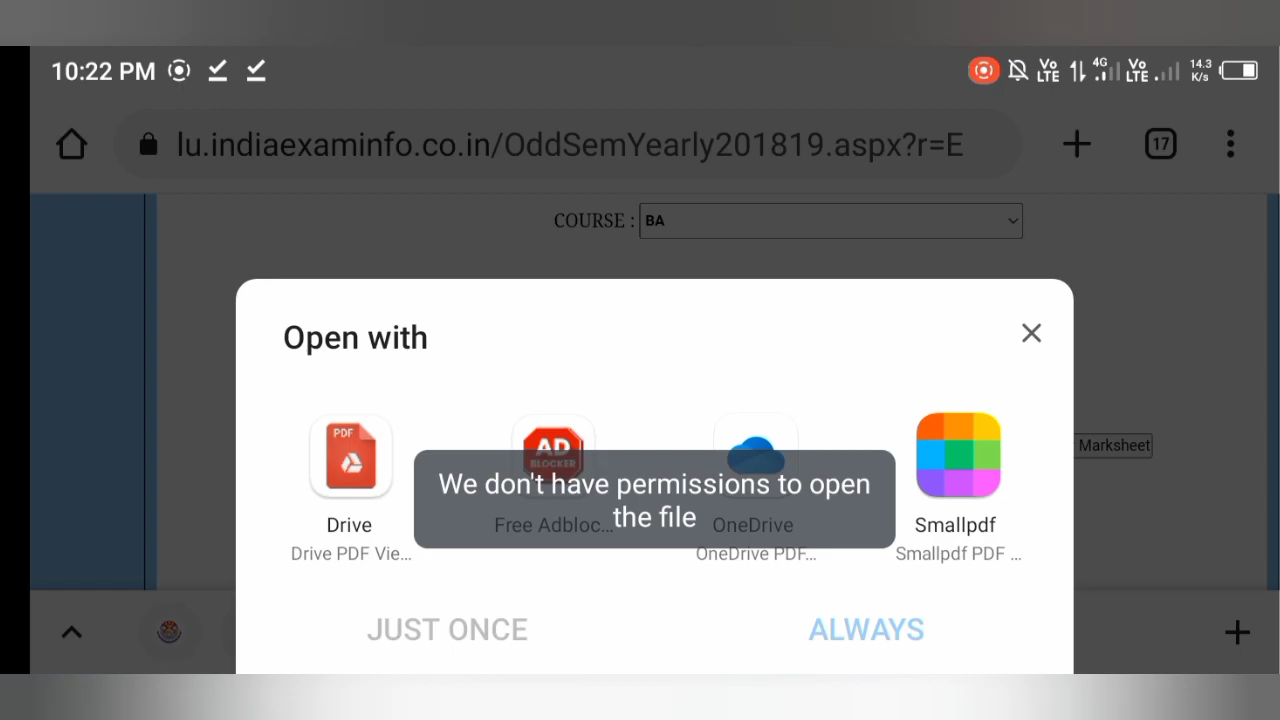 10:22 PM
Vo
LTE
4G
Vo
LTE
14.3
K/s
lu.indiaexaminfo.co.in/OddSemYearly201819.aspx?r=E
17
COURSE :
BA
Open with
PDF
AD
BLOCKER
Marksheet
We don't have permissions to open
the file
Drive
Free Adbloc...
OneDrive
Smallpdf
Drive PDF Vie...
OneDrive PDF...
Smallpdf PDF ...
JUST ONCE
ALWAYS